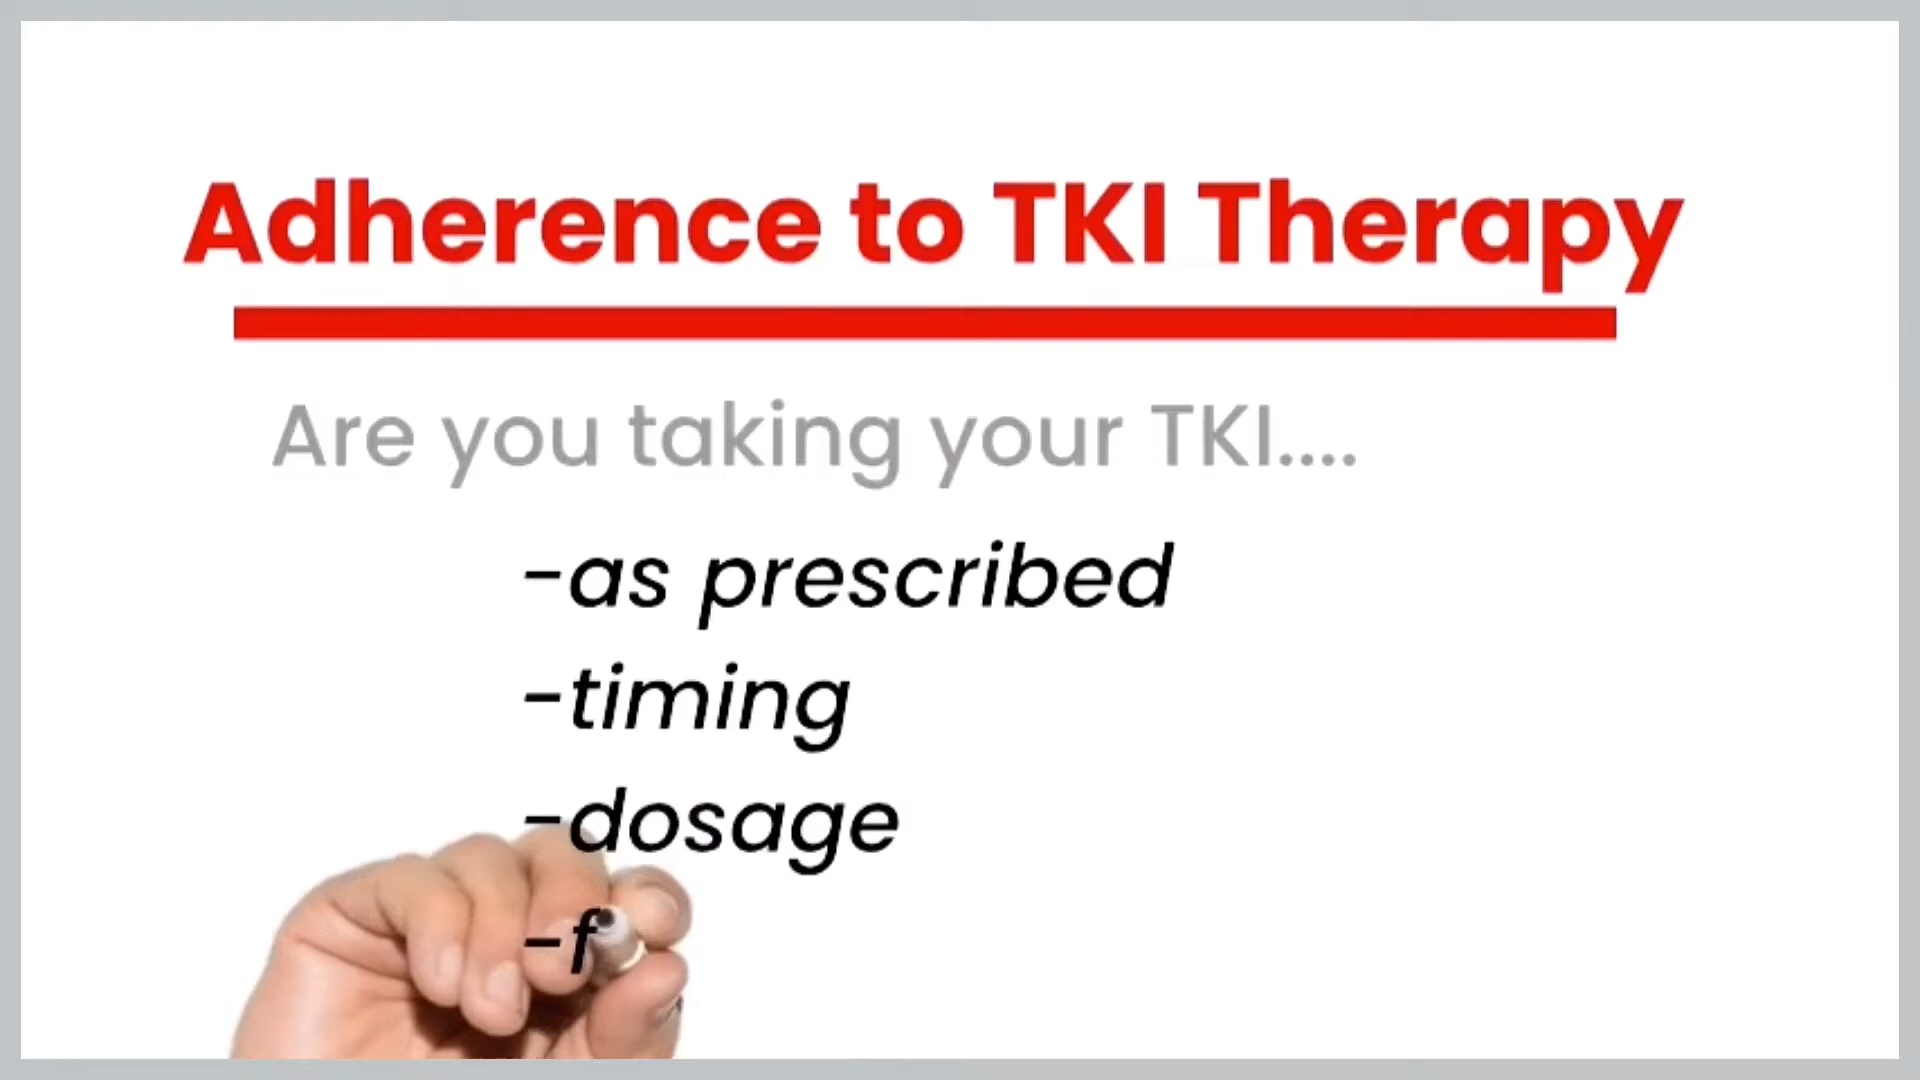 Adherence to TKI Therapy
Are you taking your TKI....
-as prescribed
-timing
-dosage
-f